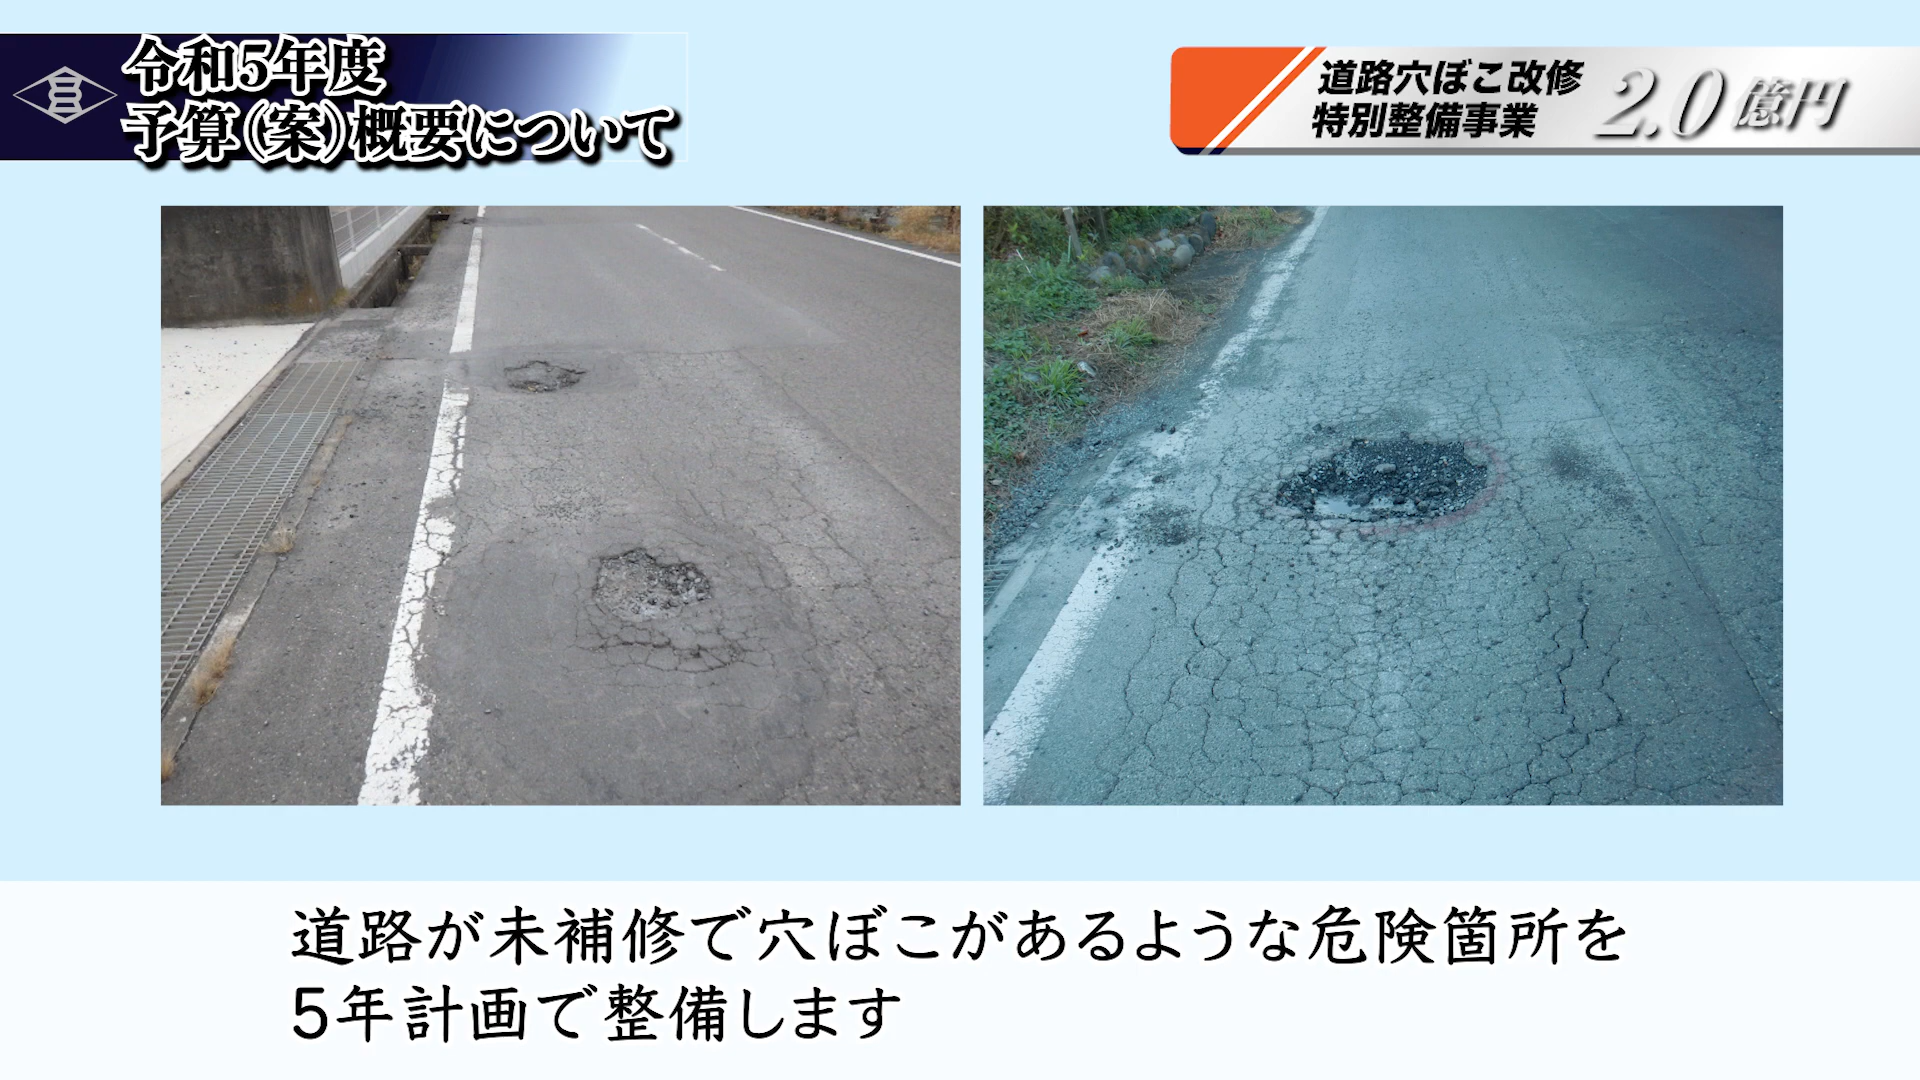 令和5年度
予算(案)概要について
道路穴ぼこ改修
特別整備事業
2.0億円
道路が未補修で穴ぼこがあるような危険箇所を
5年計画で整備します